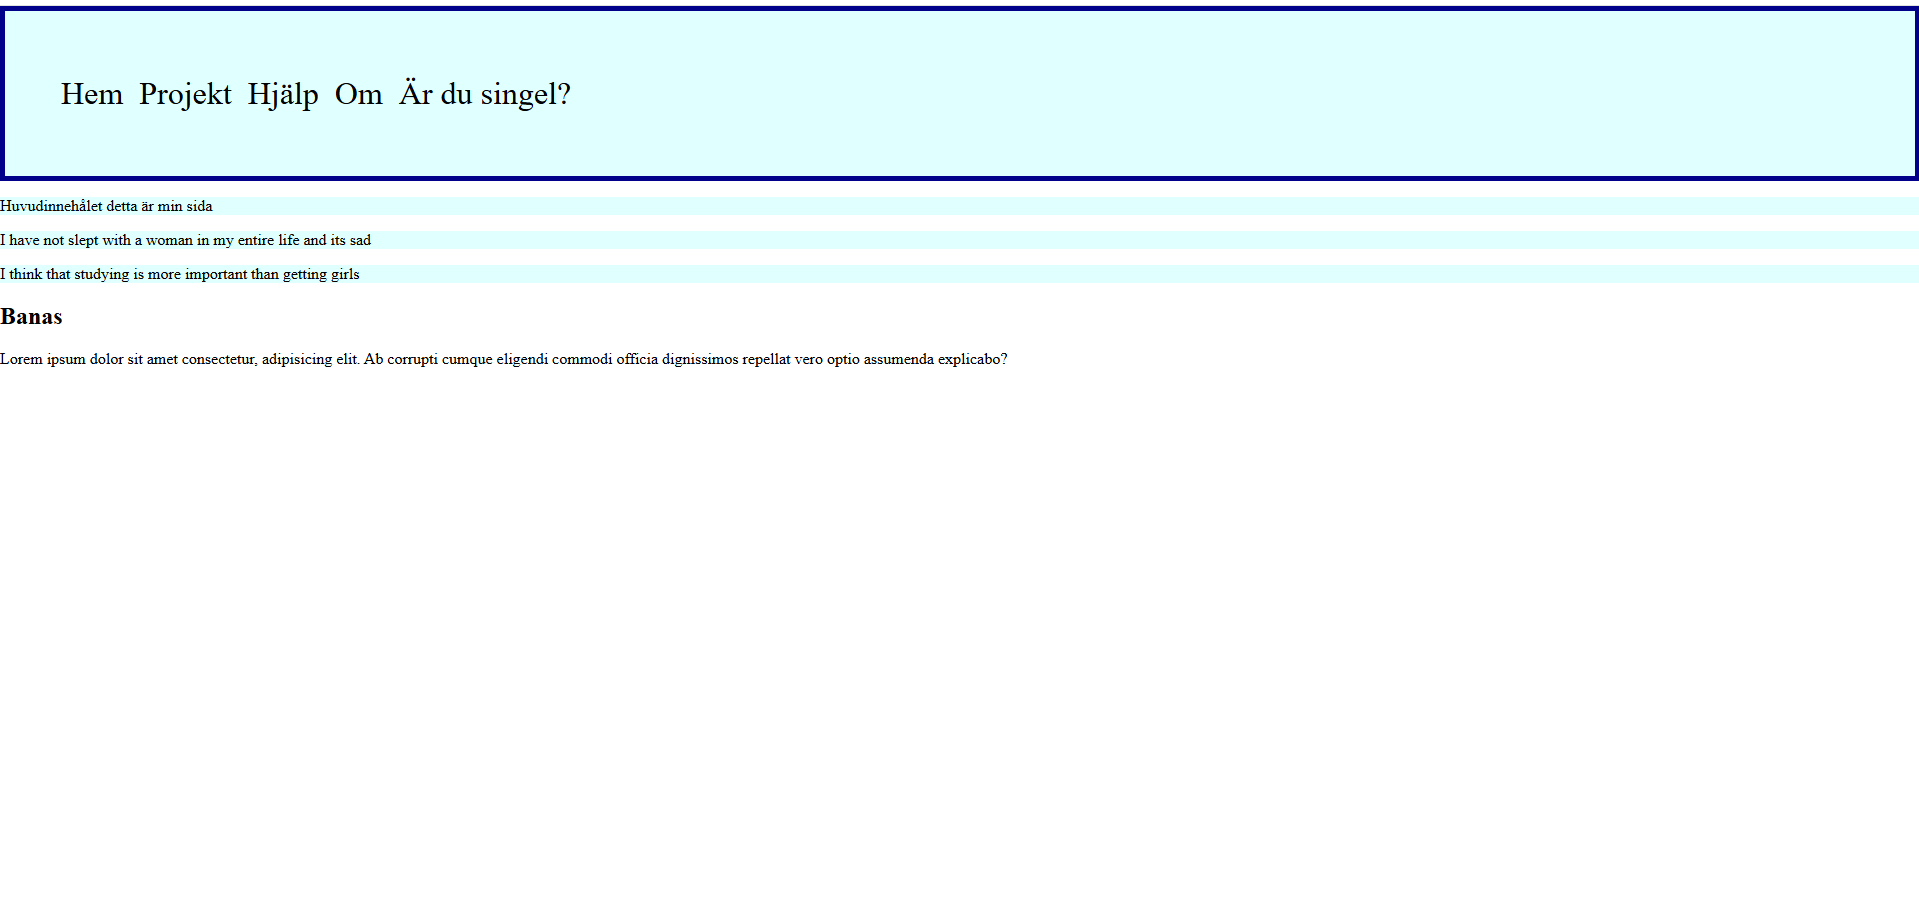 Hem Projekt Hjälp Om Är du singel?
Huvudinnehålet detta är min sida
I have not slept with a woman in my entire life and its sad
I think that studying is more important than getting girls
Banas
Lorem ipsum dolor sit amet consectetur, adipisicing elit. Ab corrupti cumque eligendi commodi officia dignissimos repellat vero optio assumenda explicabo?